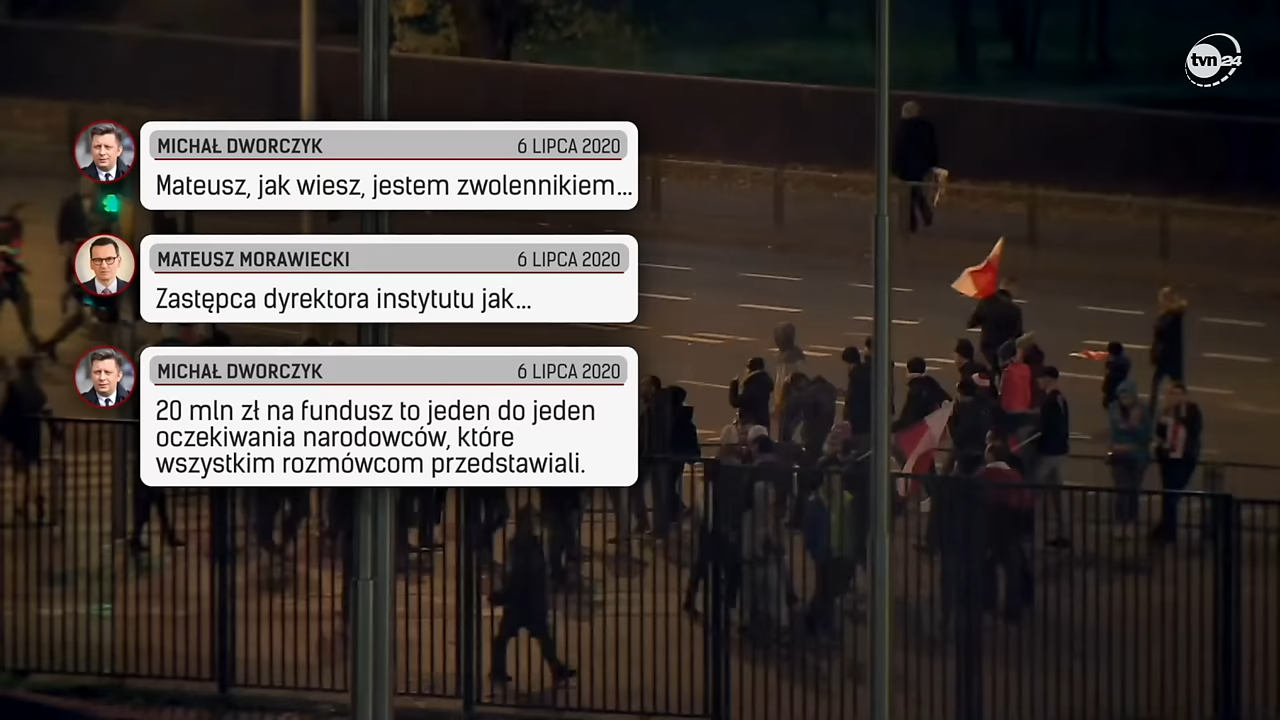 tvn24
MICHAŁ DWORCZYK 6 LIPCA 2020
Mateusz, jak wiesz, jestem zwolennikiem...
MATEUSZ MORAWIECKI 6 LIPCA 2020
Zastępca dyrektora instytutu jak...
MICHAŁ DWORCZYK 6 LIPCA 2020
20 mln zł na fundusz to jeden do jeden
oczekiwania narodowców, które
wszystkim rozmówcom przedstawiali.